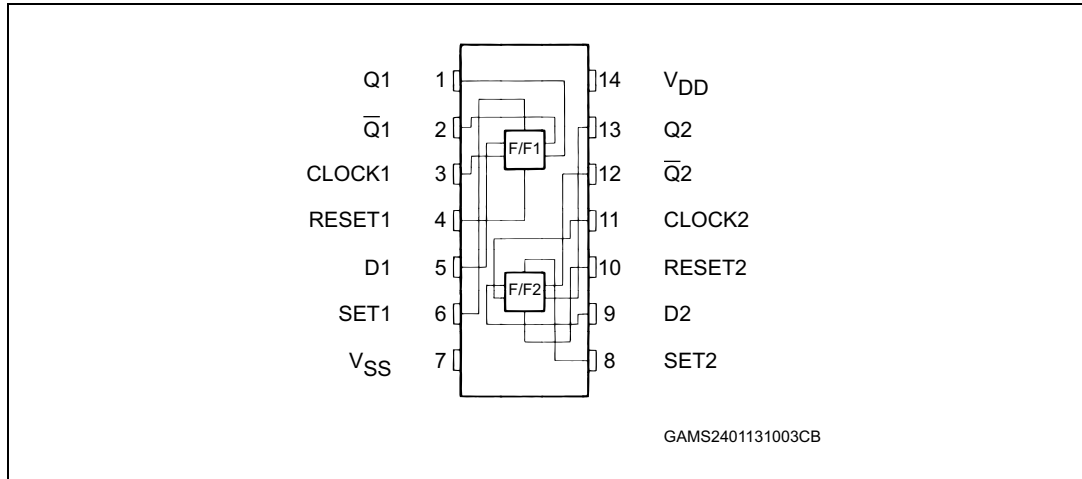 Q1 1 14 VDD
Q̅1 2 13 Q2
F/F1
CLOCK1 3 12 Q̅2
RESET1 4 11 CLOCK2
D1 5 10 RESET2
F/F2
SET1 6 9 D2
VSS 7 8 SET2
GAMS2401131003CB